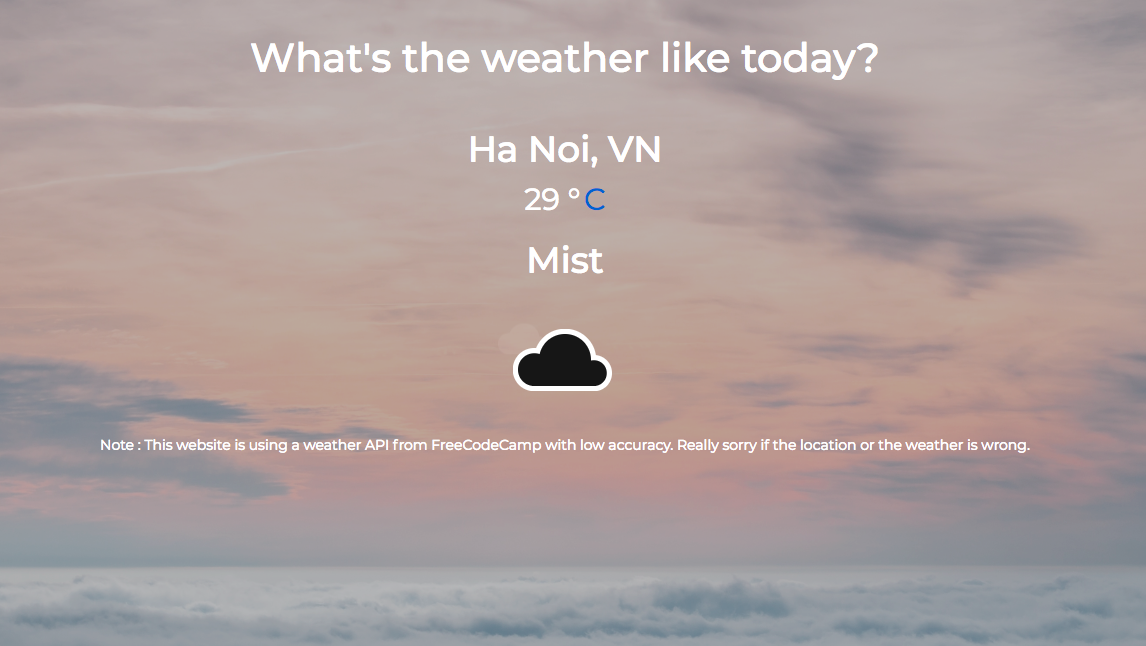 What's the weather like today?
Ha Noi, VN
29 °C
Mist
Note : This website is using a weather API from FreeCodeCamp with low accuracy. Really sorry if the location or the weather is wrong.